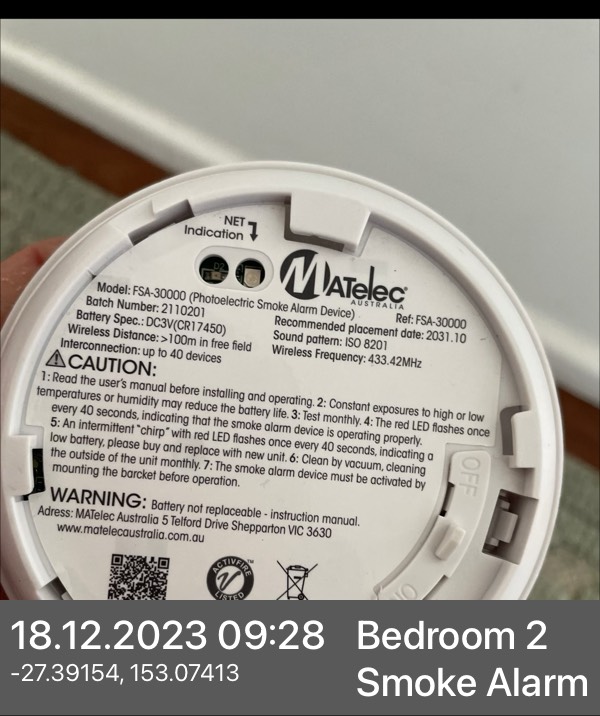 NET
Indication
MATelec
AUSTRALIA
Model: FSA-30000 (Photoelectric Smoke Alarm Device)
Ref: FSA-30000
Batch Number: 2110201
Recommended placement date: 2031.10
Battery Spec.: DC3V(CR17450)
Sound pattern: ISO 8201
Wireless Distance: >100m in free field
Wireless Frequency: 433.42MHz
Interconnection: up to 40 devices
CAUTION:
1: Read the user's manual before installing and operating. 2: Constant exposures to high or low
temperatures or humidity may reduce the battery life. 3: Test monthly. 4: The red LED flashes once
every 40 seconds, indicating that the smoke alarm device is operating properly.
5: An intermittent "chirp" with red LED flashes once every 40 seconds, indicating a
low battery, please buy and replace with new unit. 6: Clean by vacuum, cleaning
the outside of the unit monthly. 7: The smoke alarm device must be activated by
mounting the barcket before operation.
WARNING: Battery not replaceable - instruction manual.
Adress: MATelec Australia 5 Telford Drive Shepparton VIC 3630
www.matelecaustralia.com.au
ACTIVFIRE
LISTED
TM
OFF
ON
18.12.2023 09:28
-27.39154, 153.07413
Bedroom 2
Smoke Alarm